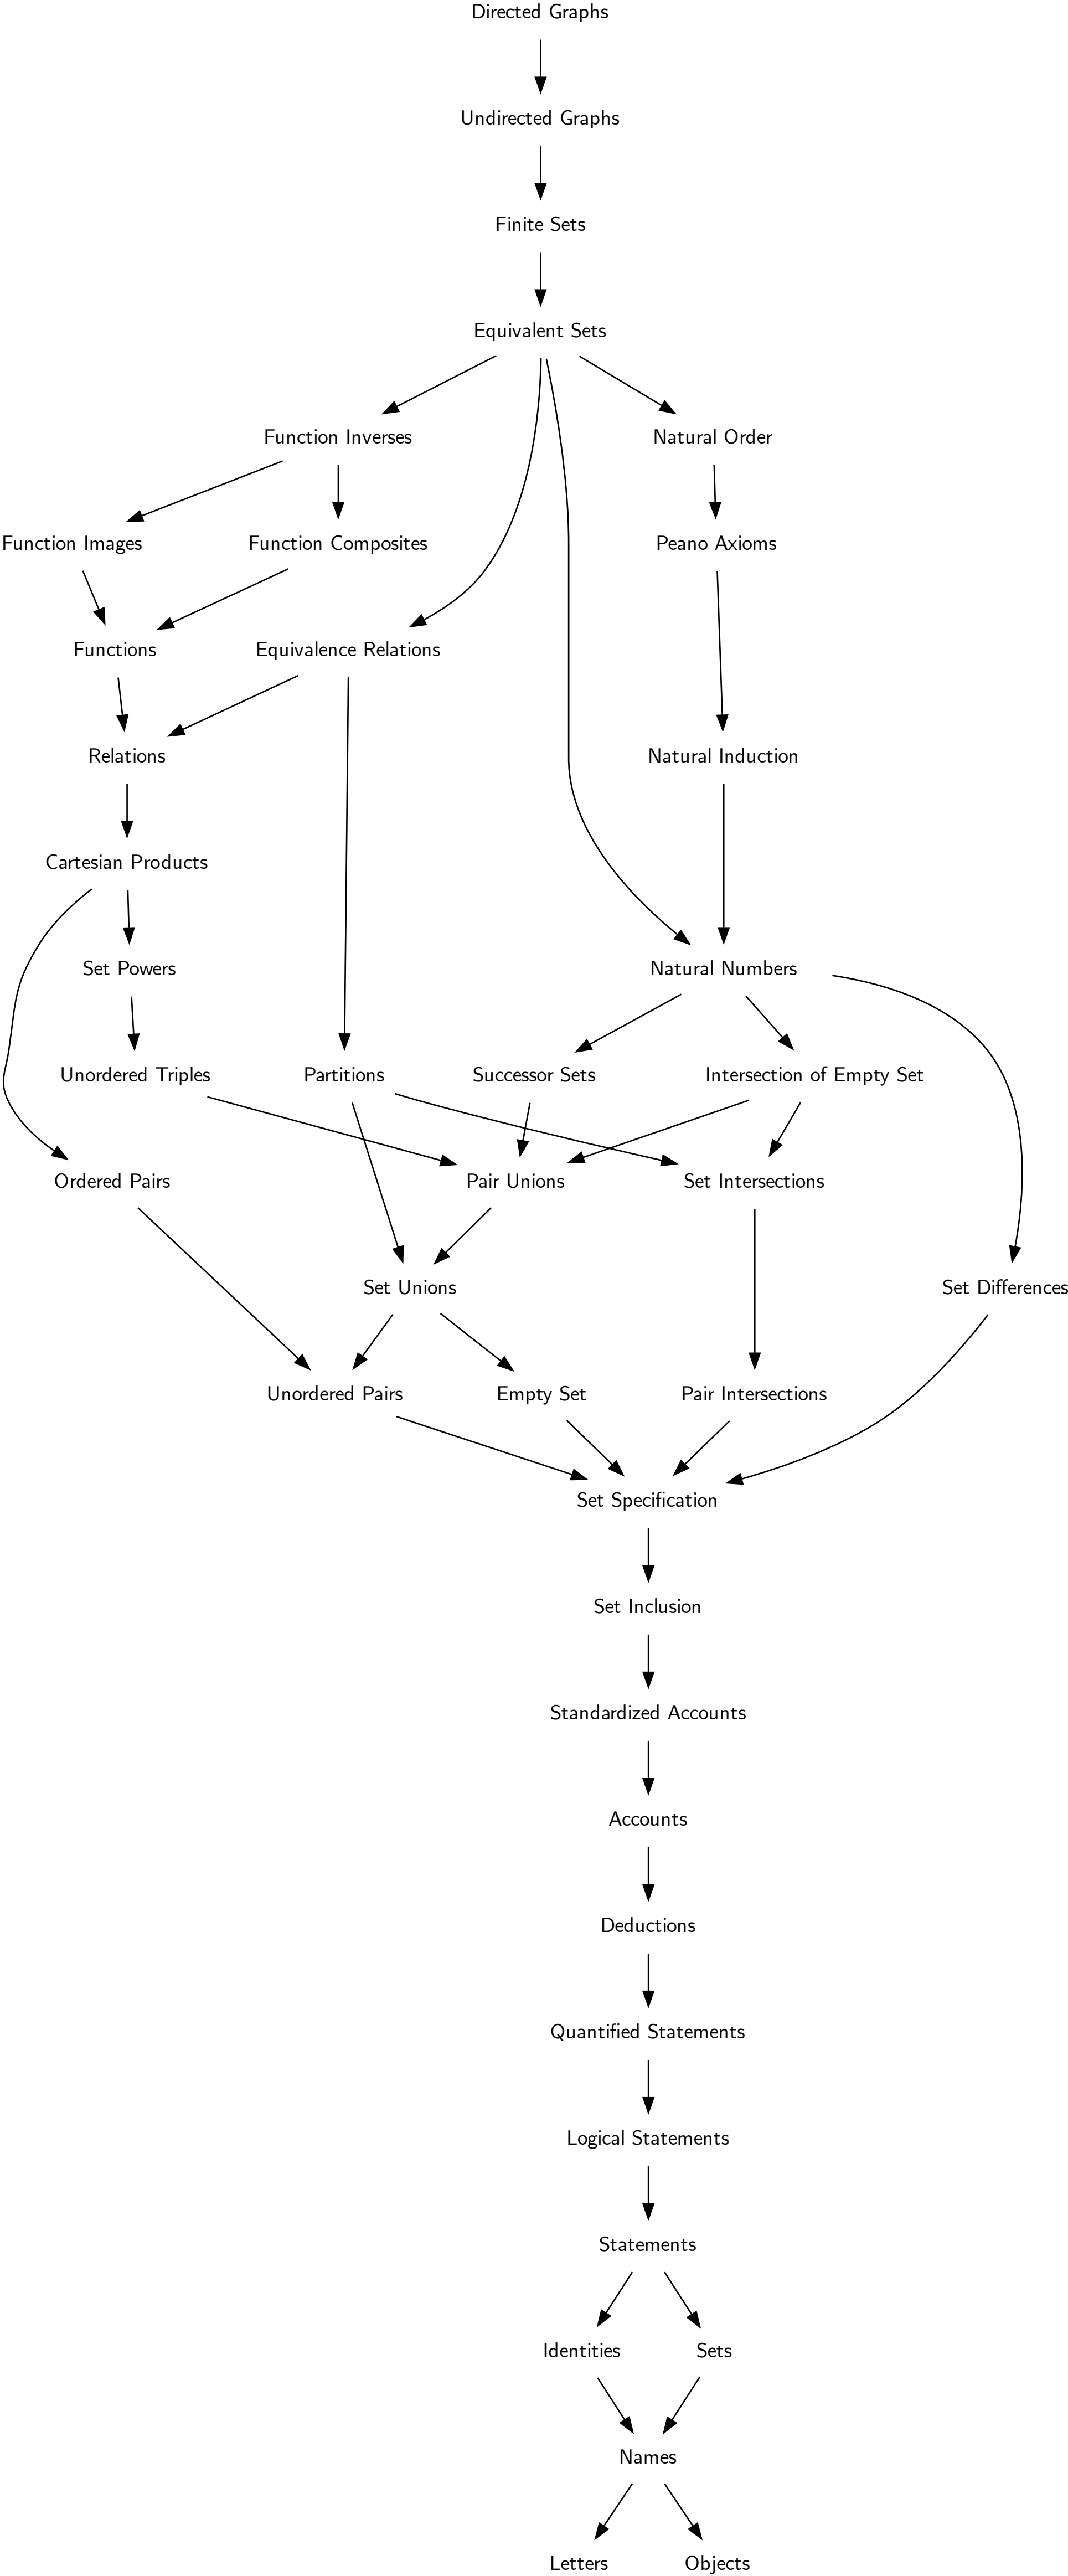 Directed Graphs
Undirected Graphs
Finite Sets
Equivalent Sets
Function Inverses
Natural Order
Function Images
Function Composites
Peano Axioms
Functions
Equivalence Relations
Relations
Natural Induction
Cartesian Products
Set Powers
Natural Numbers
Unordered Triples
Partitions
Successor Sets
Intersection of Empty Set
Ordered Pairs
Pair Unions
Set Intersections
Set Unions
Set Differences
Unordered Pairs
Empty Set
Pair Intersections
Set Specification
Set Inclusion
Standardized Accounts
Accounts
Deductions
Quantified Statements
Logical Statements
Statements
Identities
Sets
Names
Letters
Objects